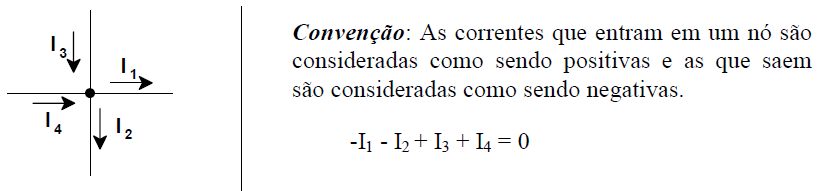 I3
I1
I4
I2
Convenção: As correntes que entram em um nó são
consideradas como sendo positivas e as que saem
são consideradas como sendo negativas.
-I1 - I2 + I3 + I4 = 0